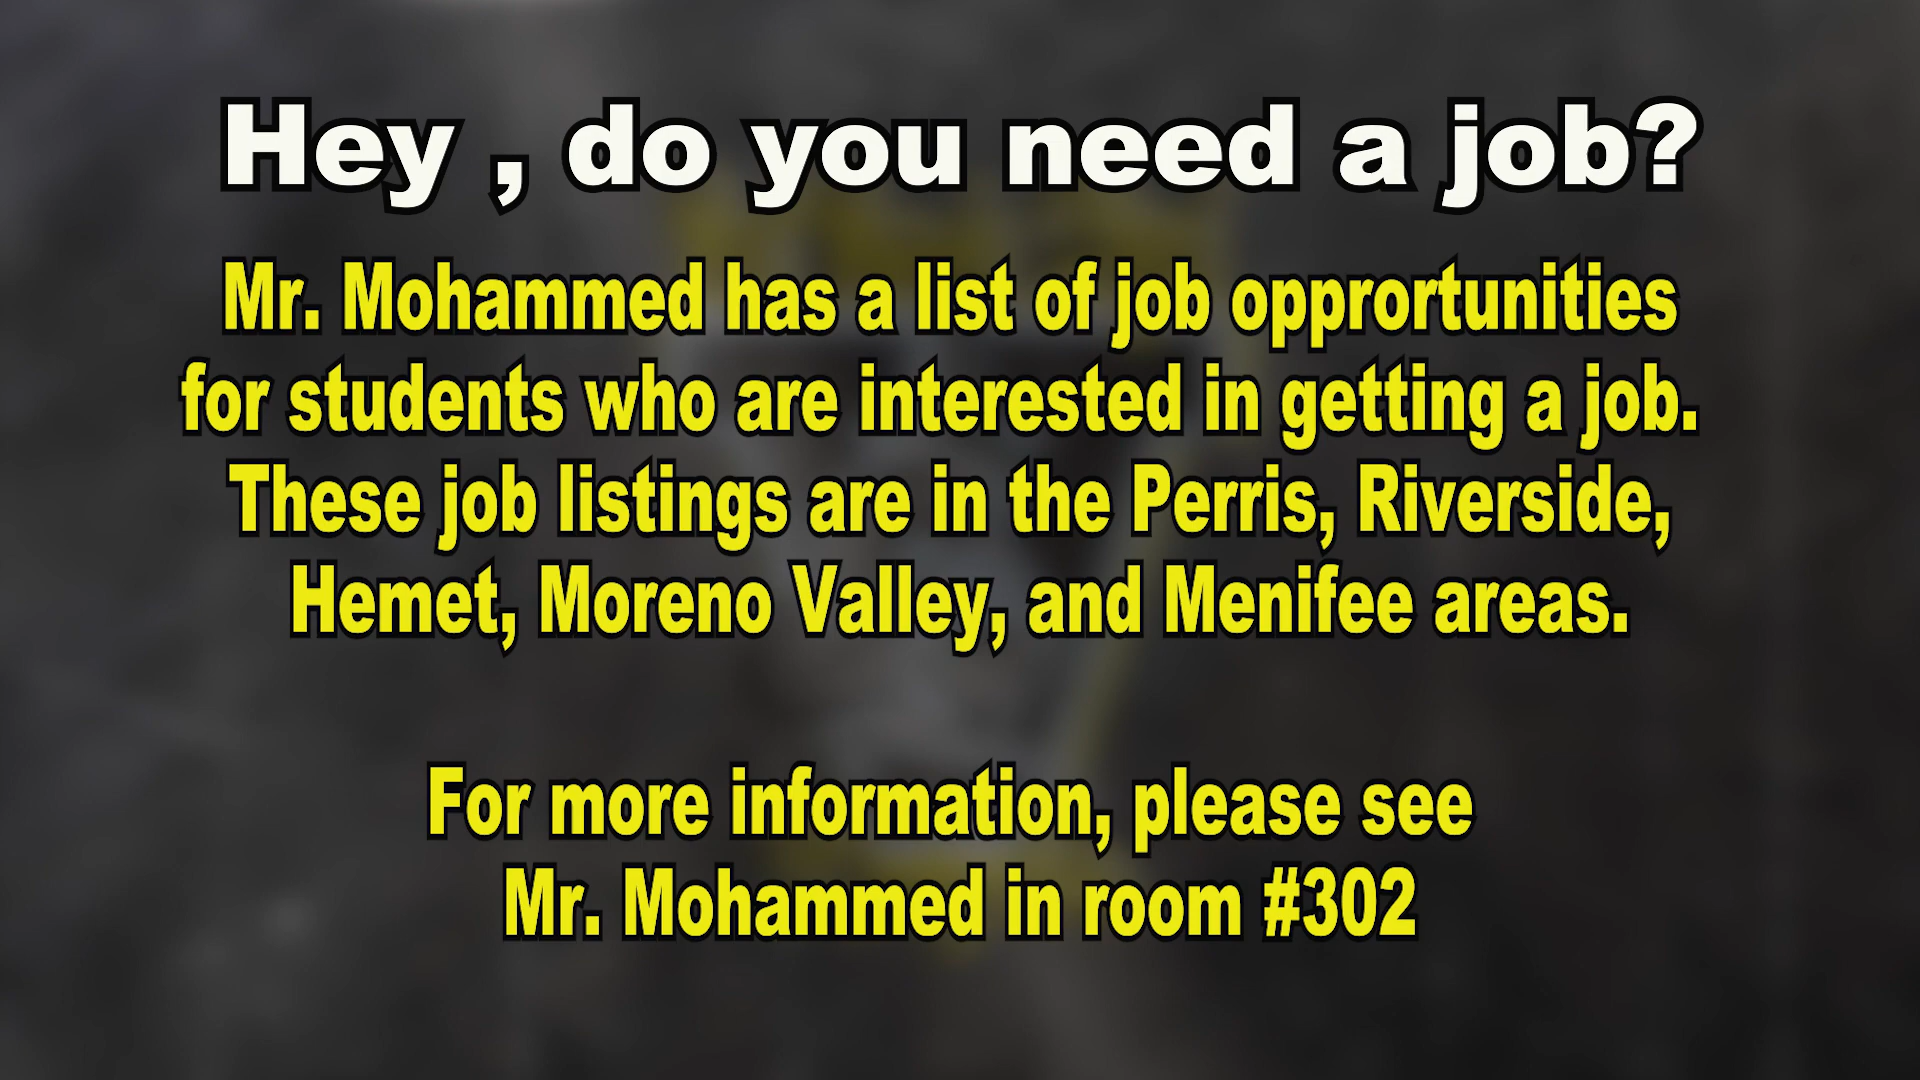 Hey , do you need a job?
Mr. Mohammed has a list of job opprortunities
for students who are interested in getting a job.
These job listings are in the Perris, Riverside,
Hemet, Moreno Valley, and Menifee areas.
For more information, please see
Mr. Mohammed in room #302